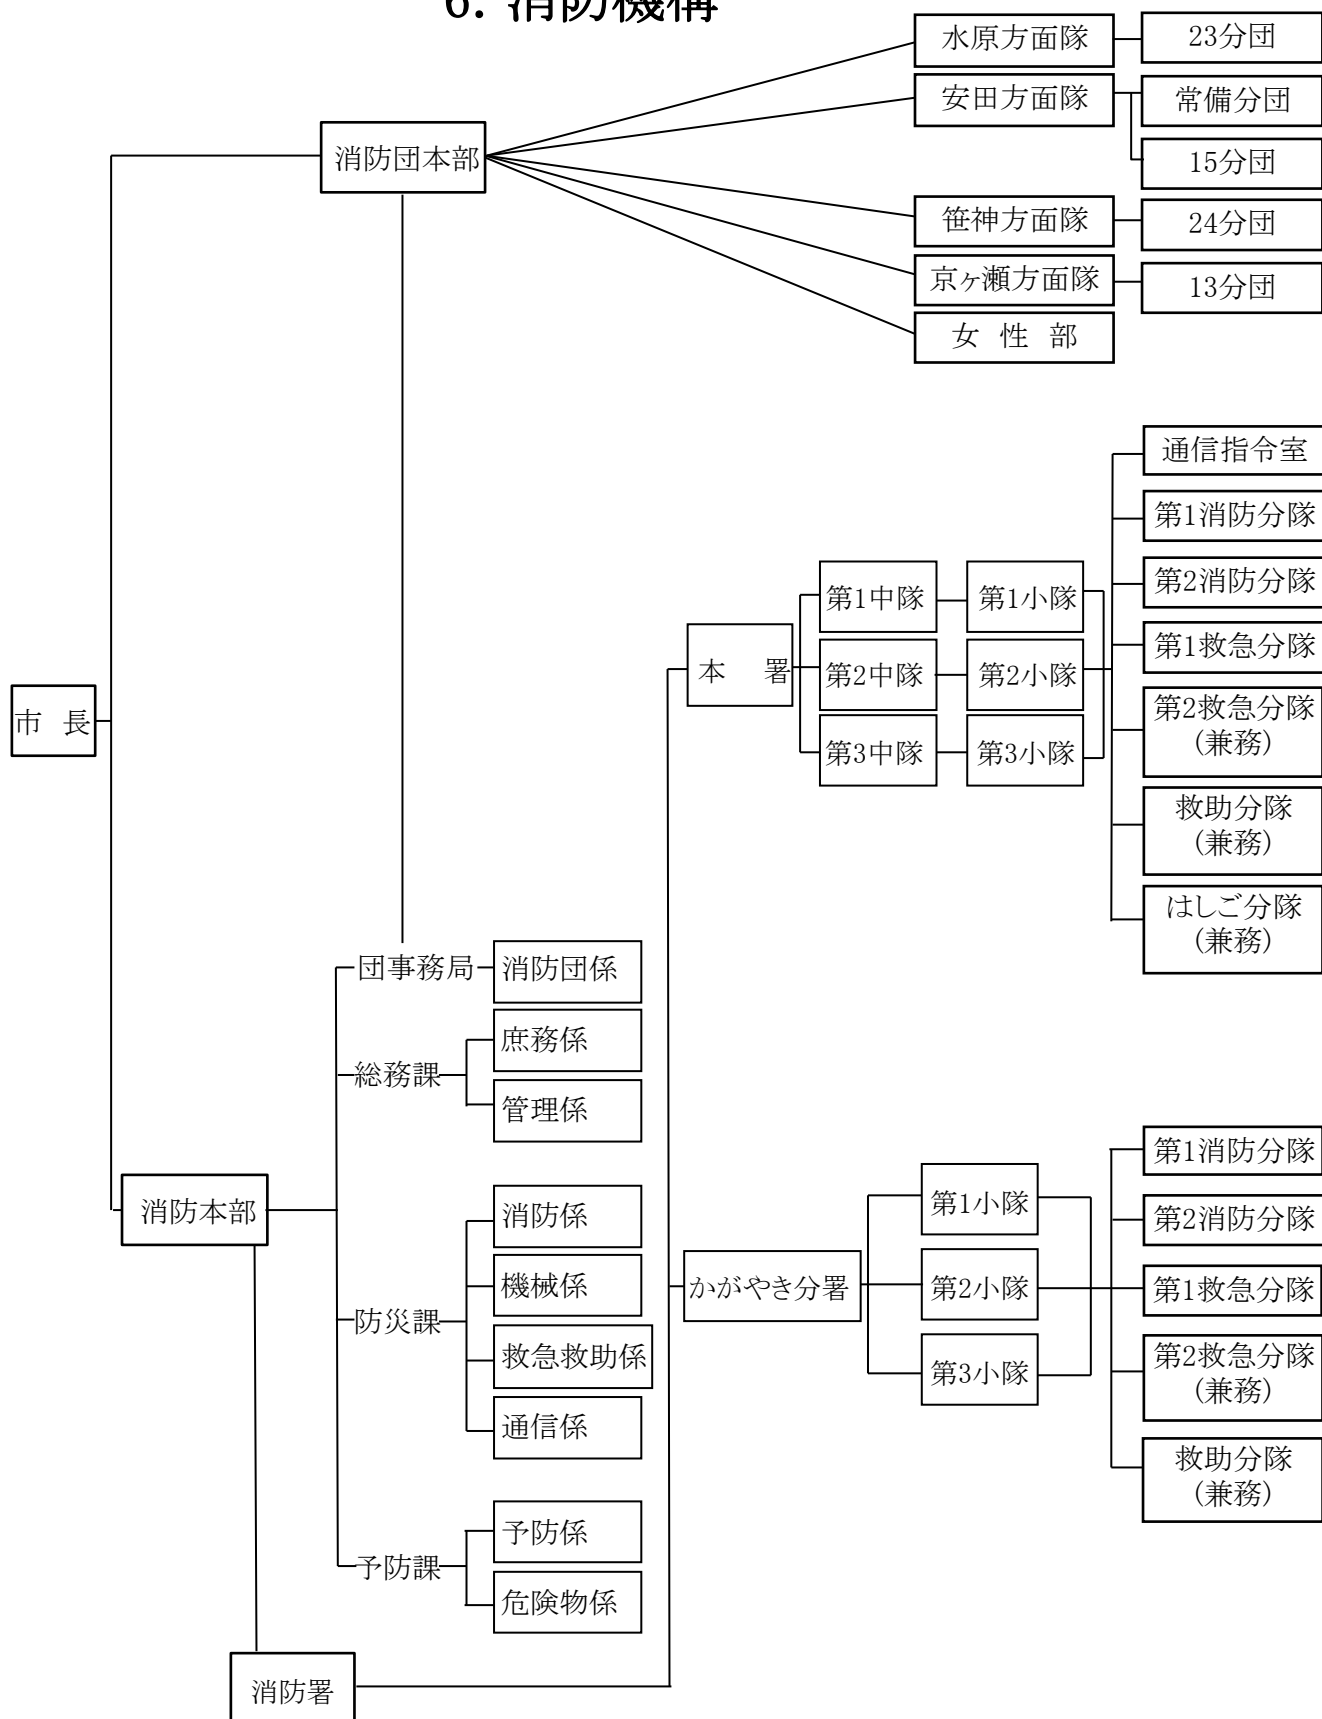 6. 消防機構
水原方面隊
23分団
安田方面隊
常備分団
15分団
消防団本部
笹神方面隊
24分団
京ヶ瀬方面隊
13分団
女 性 部
通信指令室
第1消防分隊
第2消防分隊
第1救急分隊
第2救急分隊
(兼務)
救助分隊
(兼務)
はしご分隊
(兼務)
第1中隊
第1小隊
本 署
第2中隊
第2小隊
第3中隊
第3小隊
市 長
団事務局
消防団係
総務課
庶務係
管理係
消防本部
防災課
消防係
機械係
救急救助係
通信係
予防課
予防係
危険物係
消防署
かがやき分署
第1小隊
第2小隊
第3小隊
第1消防分隊
第2消防分隊
第1救急分隊
第2救急分隊
(兼務)
救助分隊
(兼務)